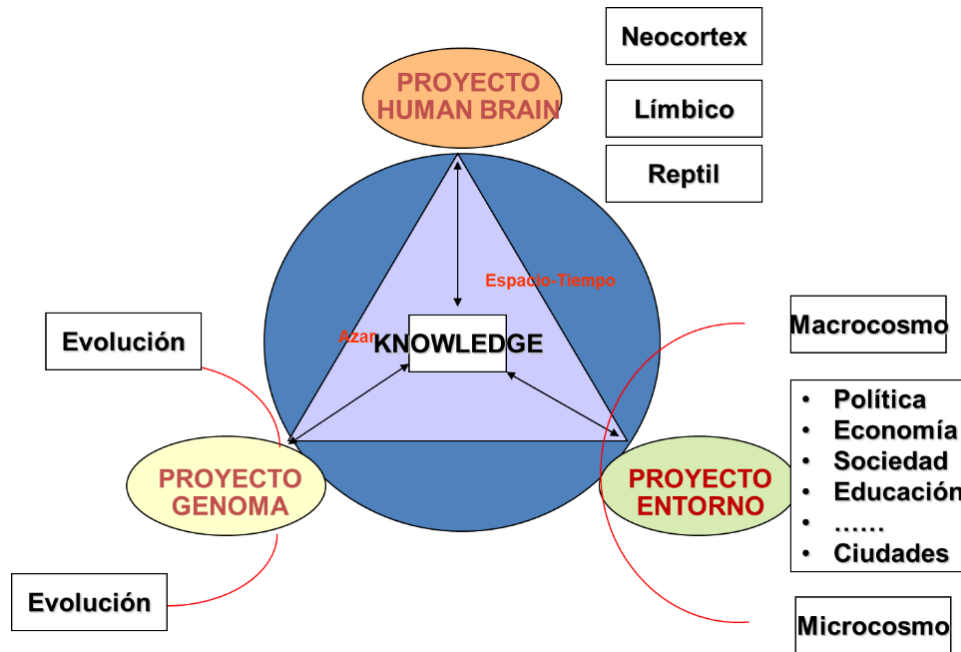 Neocortex
PROYECTO
HUMAN BRAIN
Límbico
Reptil
Espacio-Tiempo
Azar
KNOWLEDGE
Evolución
Macrocosmo
• Política
• Economía
• Sociedad
• Educación
• ......
• Ciudades
PROYECTO
GENOMA
PROYECTO
ENTORNO
Evolución
Microcosmo